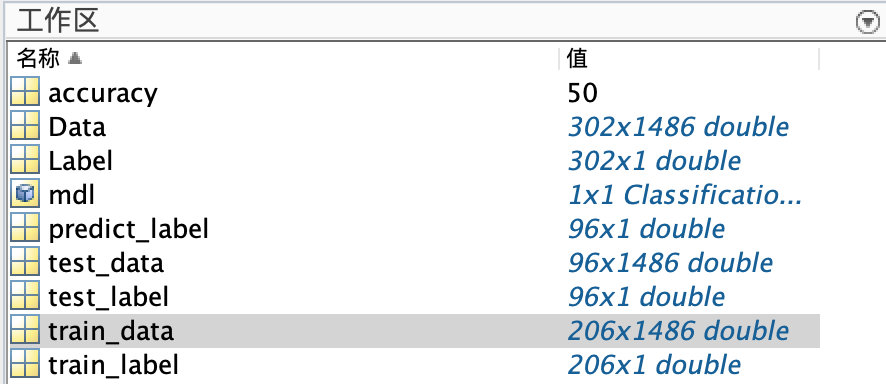 工作区
名称 值
accuracy 50
Data 302x1486 double
Label 302x1 double
mdl 1x1 Classificatio...
predict_label 96x1 double
test_data 96x1486 double
test_label 96x1 double
train_data 206x1486 double
train_label 206x1 double